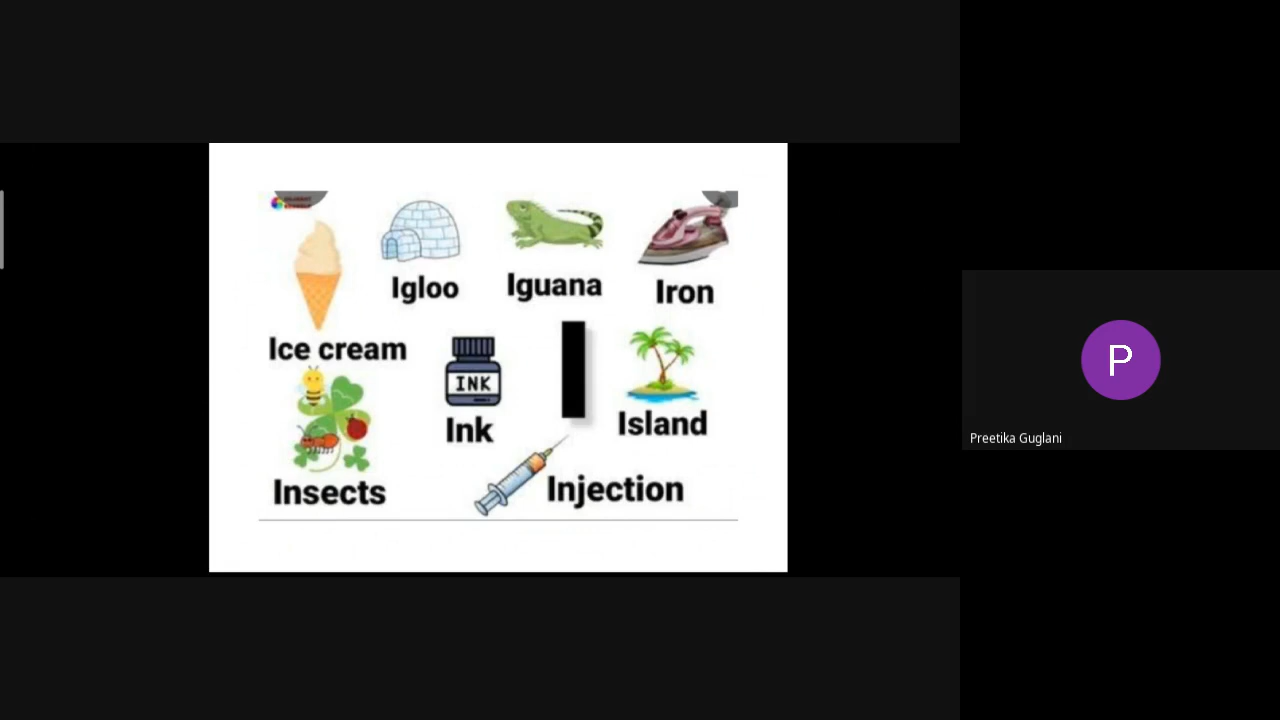 Igloo
Iguana
Iron
Ice cream
INK
Ink
I
Island
Insects
Injection
P
Preetika Guglani